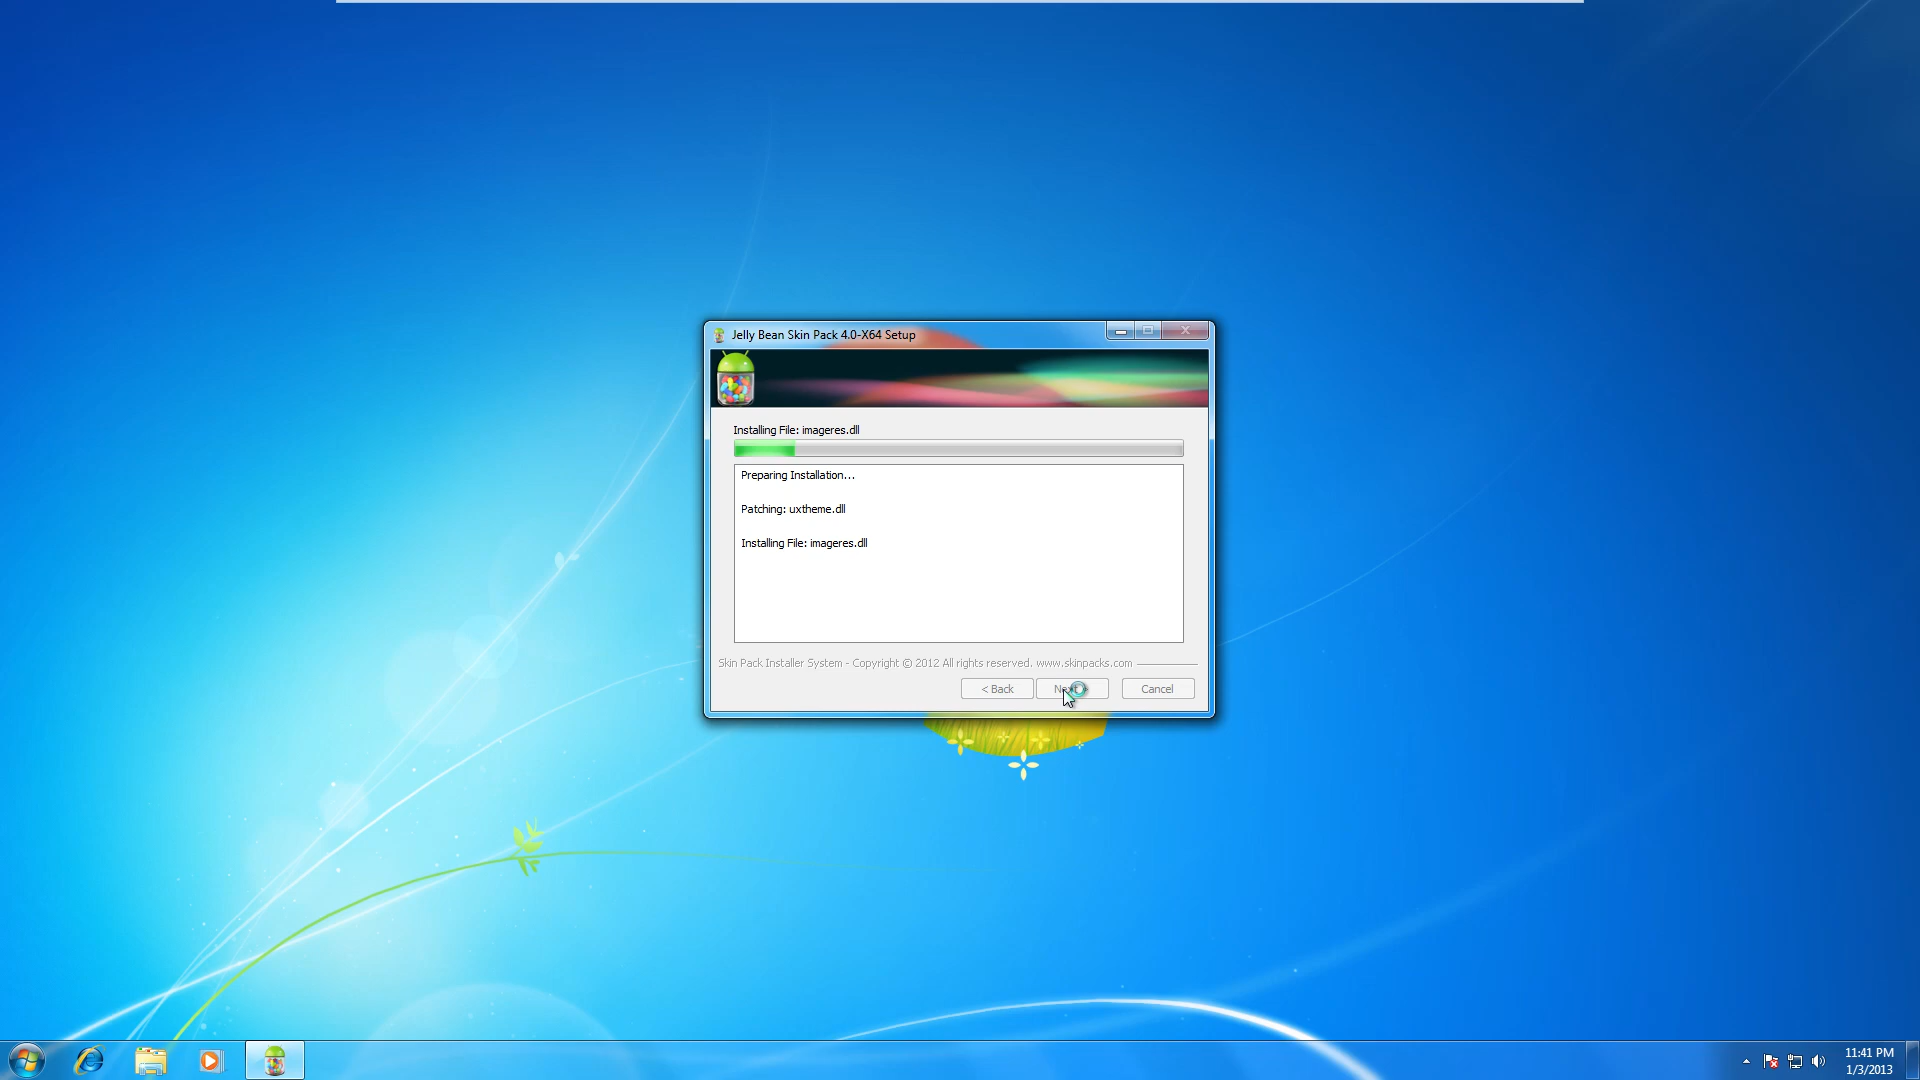 Jelly Bean Skin Pack 4.0-X64 Setup
Installing File: imageres.dll
Preparing Installation...
Patching: uxtheme.dll
Installing File: imageres.dll
Skin Pack Installer System - Copyright © 2012 All rights reserved. www.skinpacks.com
< Back
Cancel
11:41 PM
1/3/2013